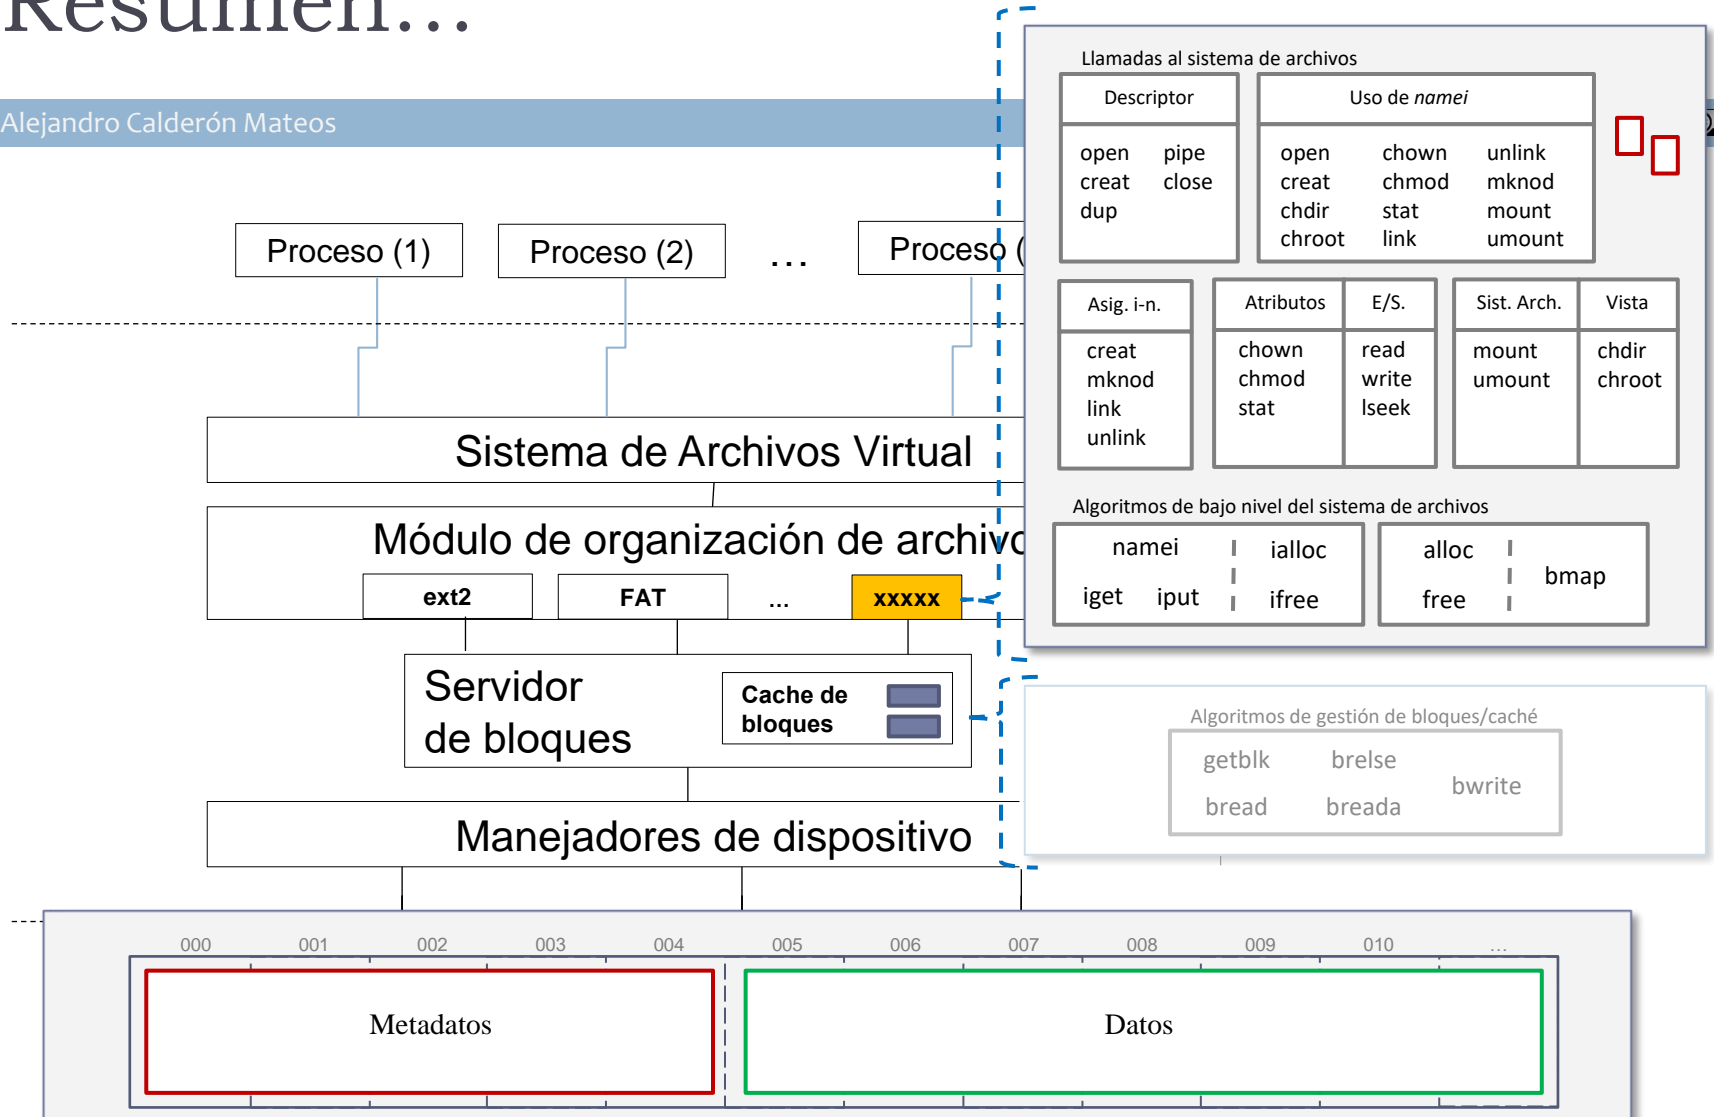 Resumen...
Alejandro Calderón Mateos
Llamadas al sistema de archivos
Descriptor
open pipe
creat close
dup
Uso de namei
open chown unlink
creat chmod mknod
chdir stat mount
chroot link umount
Asig. i-n.
creat
mknod
link
unlink
Atributos E/S.
chown read
chmod write
stat lseek
Sist. Arch. Vista
mount chdir
umount chroot
Algoritmos de bajo nivel del sistema de archivos
namei ialloc
iget iput ifree
alloc
free
bmap
Proceso (1) Proceso (2) ... Proceso (
Sistema de Archivos Virtual
Módulo de organización de archivo
ext2 FAT ... xxxxx
Servidor
de bloques
Cache de
bloques
Algoritmos de gestión de bloques/caché
getblk brelse
bwrite
bread breada
Manejadores de dispositivo
000 001 002 003 004 005 006 007 008 009 010 ...
Metadatos Datos